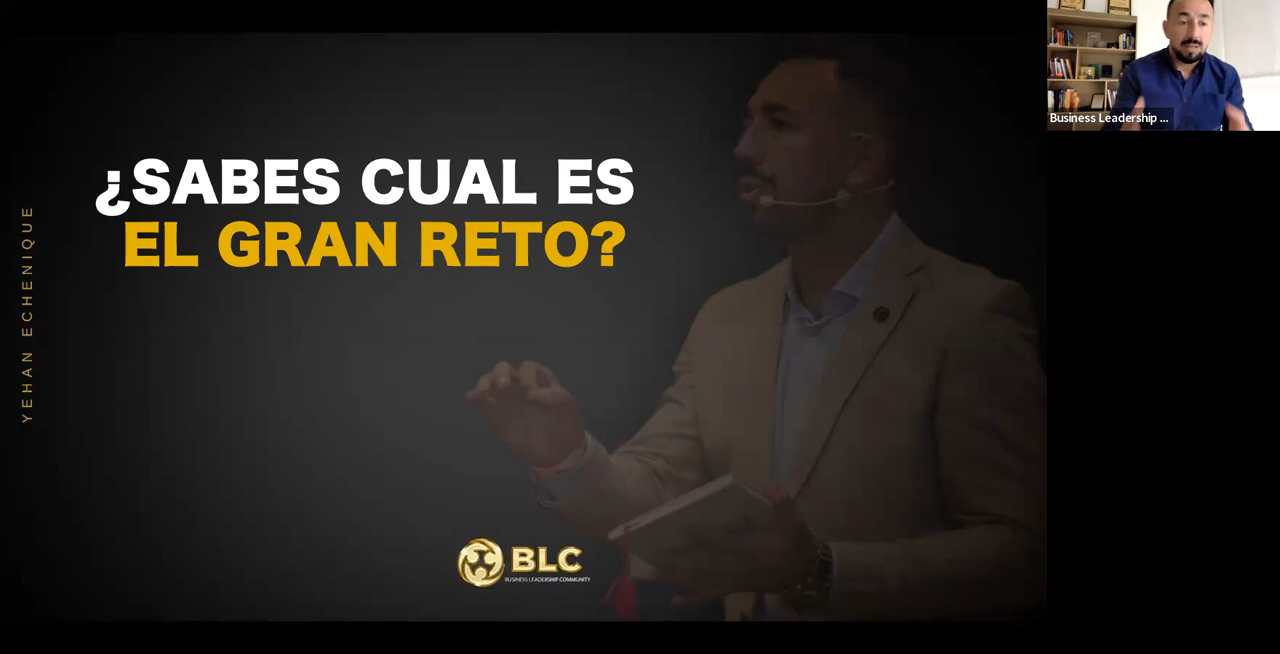 ¿SABES CUAL ES
EL GRAN RETO?
YEHAN ECHENIQUE
BLC
BUSINESS LEADERSHIP COMMUNITY
Business Leadership ...